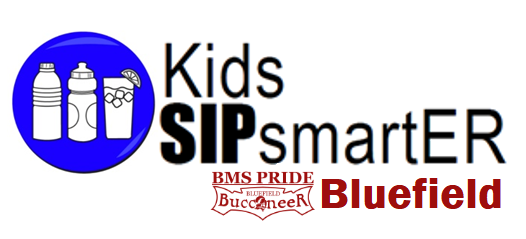 Kids
SIPsmartER
BMS PRIDE
BLUEFIELD
BuccaneeR
Bluefield